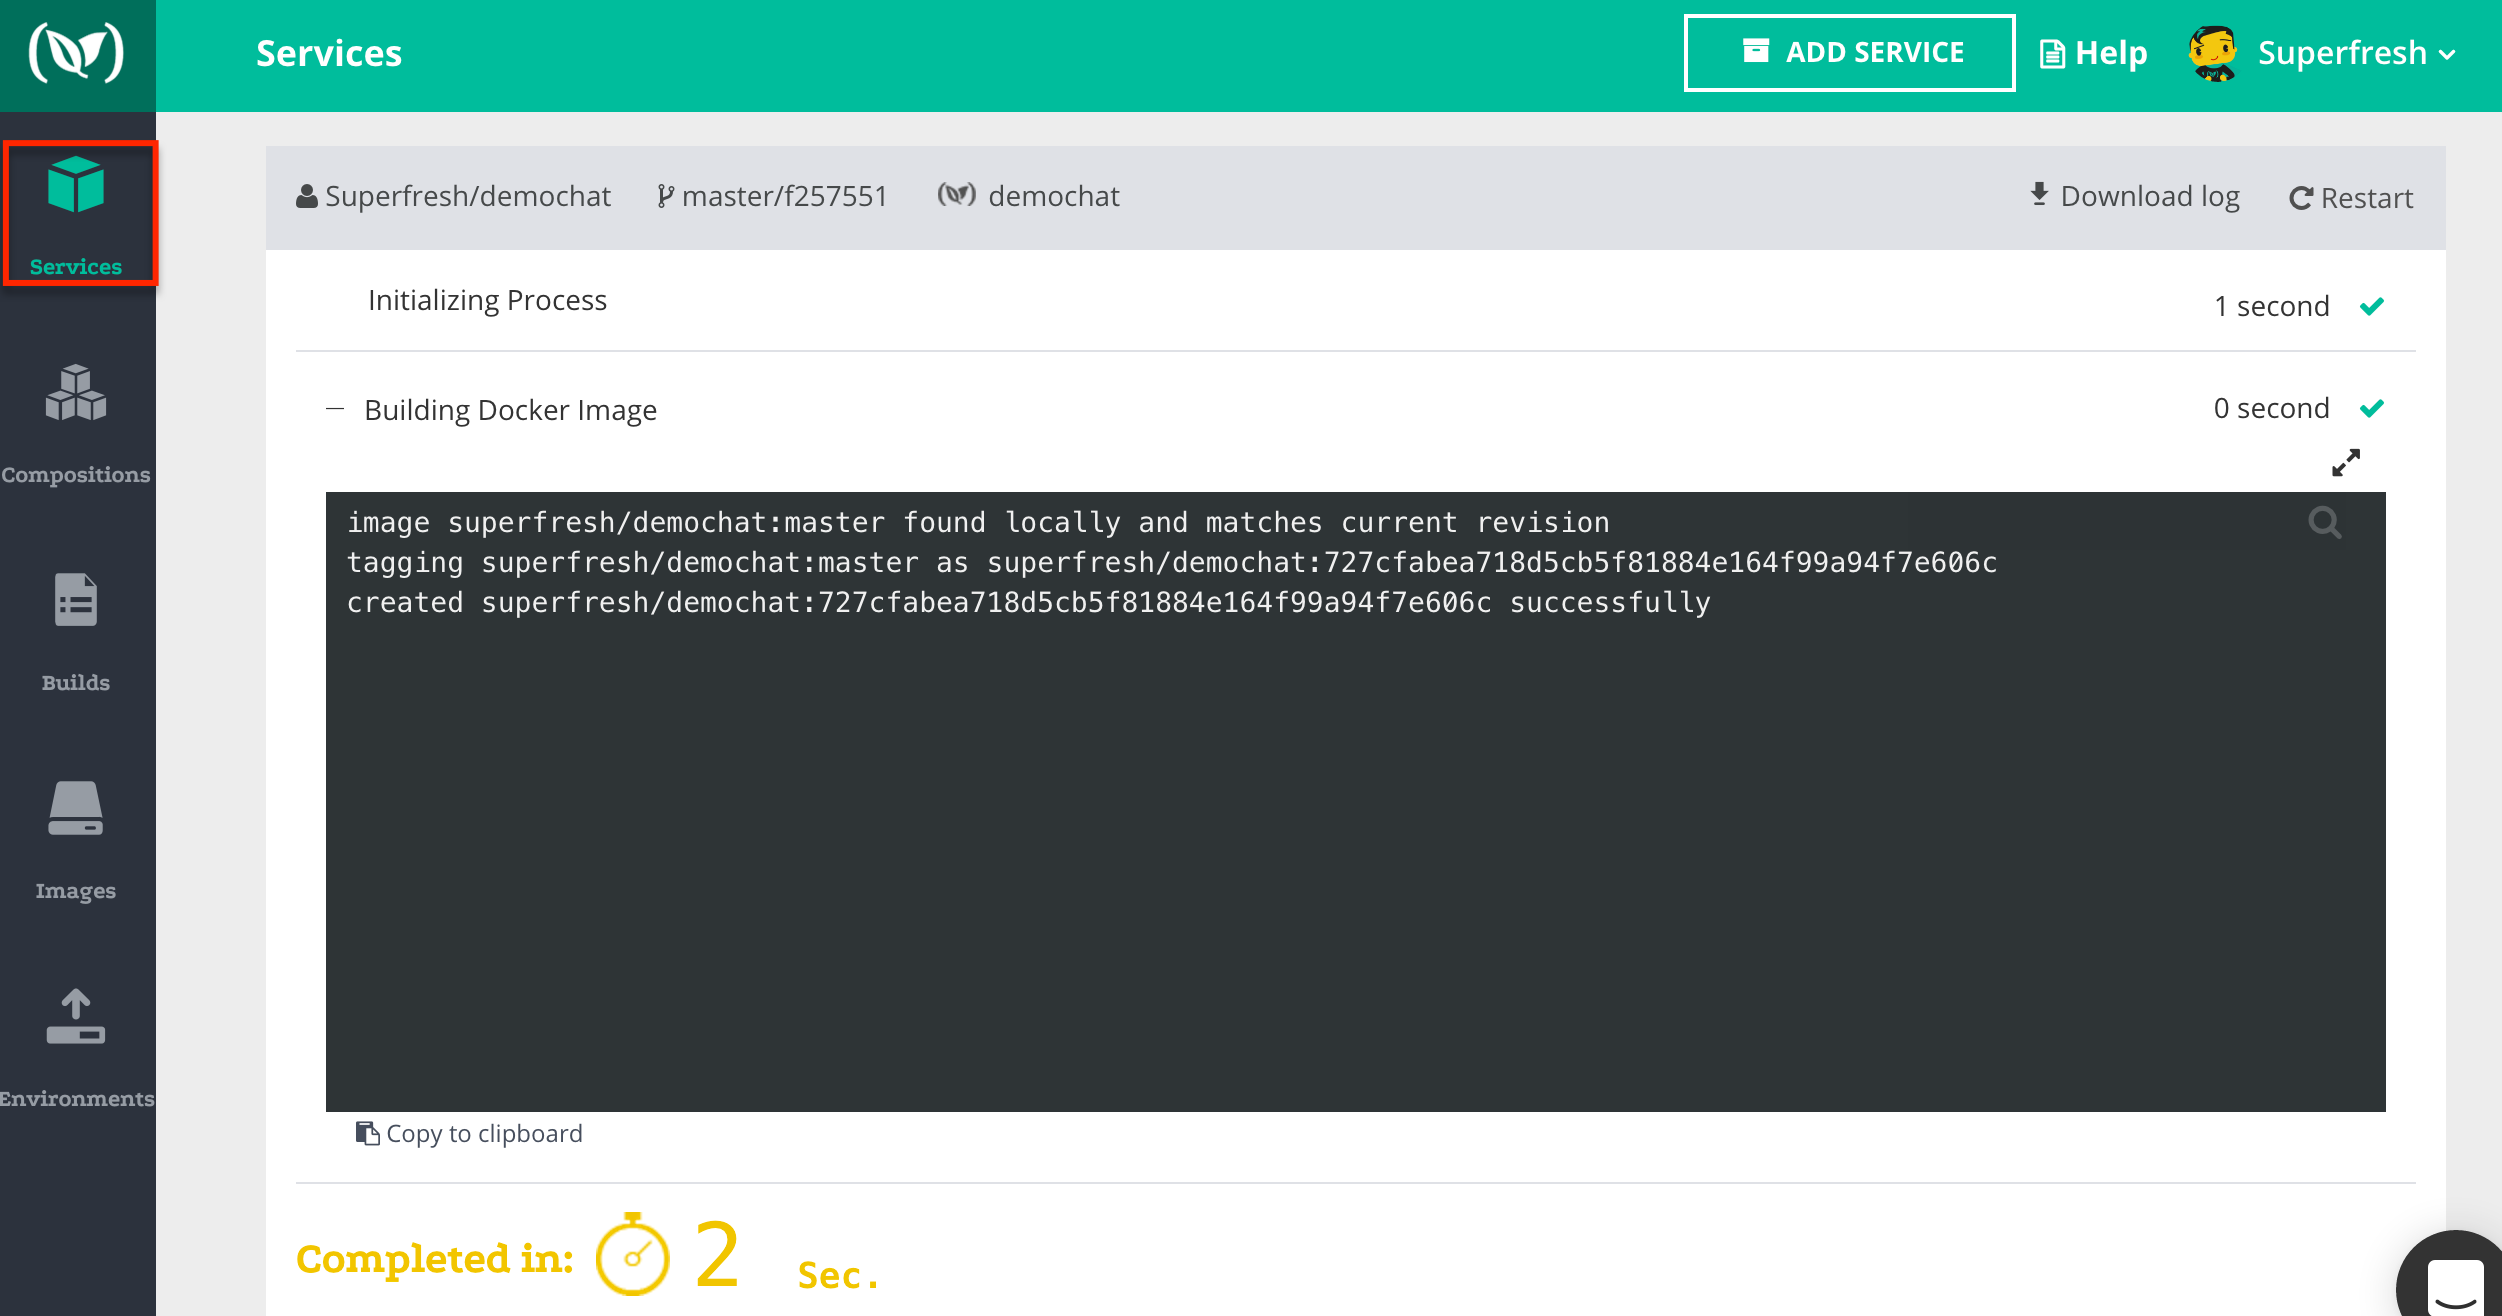 Services
ADD SERVICE
Help
Superfresh
Services
Compositions
Builds
Images
Environments
Superfresh/demochat
master/f257551
demochat
Download log
Restart
Initializing Process
1 second
Building Docker Image
0 second
image superfresh/demochat:master found locally and matches current revision
tagging superfresh/demochat:master as superfresh/demochat:727cfabea718d5cb5f81884e164f99a94f7e606c
created superfresh/demochat:727cfabea718d5cb5f81884e164f99a94f7e606c successfully
Copy to clipboard
Completed in: 2 Sec.